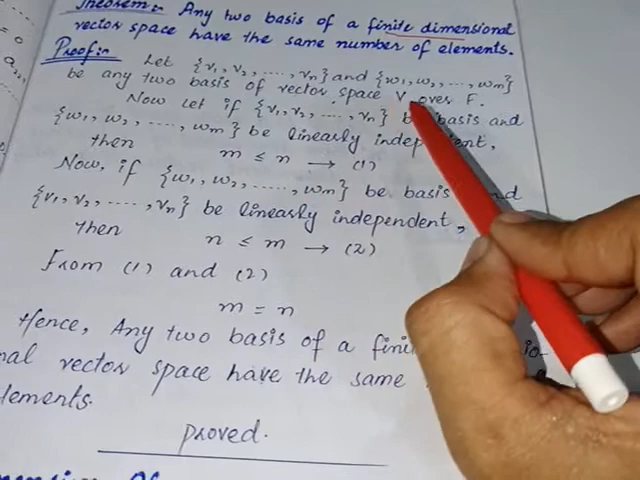 Theorem:- Any two basis of a finite dimensional
vector space have the same number of elements.
Proof:- Let {v₁, v₂, ...., vₙ} and {w₁, w₂, ..., wₘ}
be any two basis of vector space V over F.
Now let if {v₁, v₂, ...., vₙ} be basis and
{w₁, w₂, ...., wₘ} be linearly independent,
then m ≤ n → (1)
Now, if {w₁, w₂, ....., wₘ} be basis and
{v₁, v₂, ...., vₙ} be linearly independent,
then n ≤ m → (2)
From (1) and (2)
m = n
Hence, Any two basis of a fini
nal vector space have the same
lements.
proved.